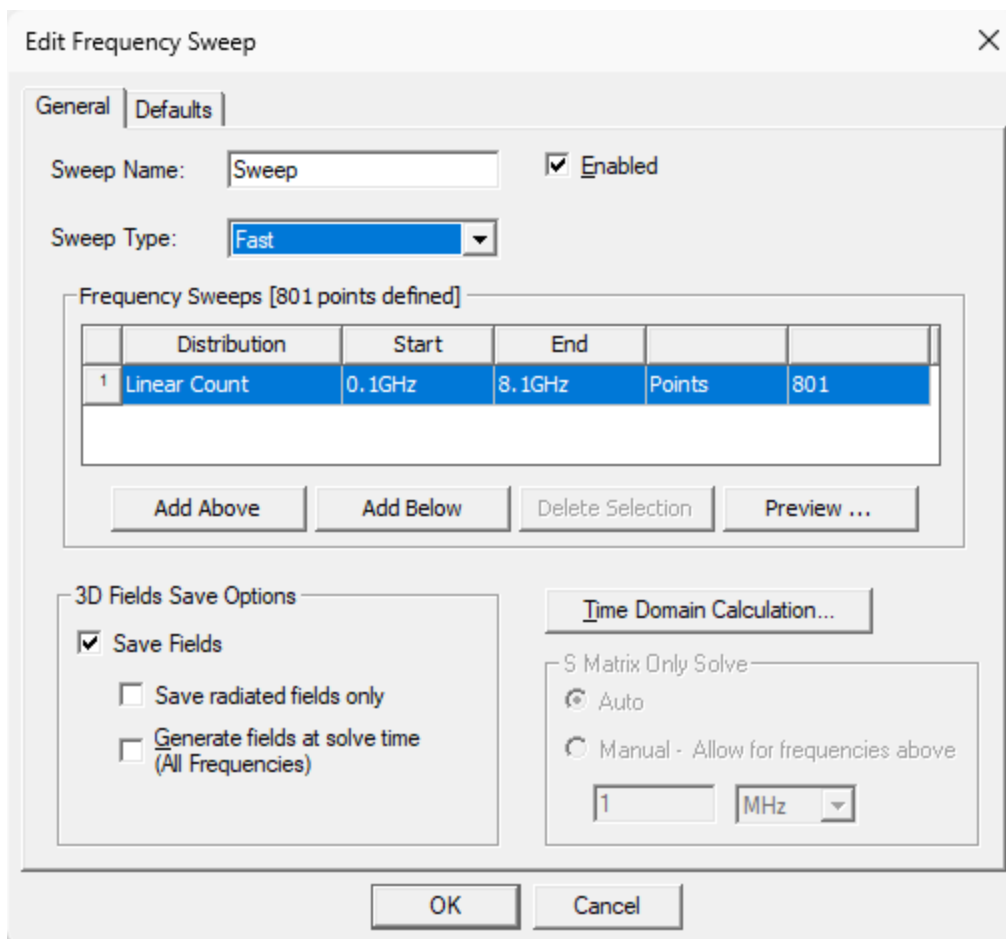 Edit Frequency Sweep
General
Defaults
Sweep Name:
Sweep
Enabled
Sweep Type:
Fast
Frequency Sweeps [801 points defined]
Distribution Start End
1 Linear Count 0.1GHz 8.1GHz Points 801
Add Above Add Below Delete Selection Preview ...
3D Fields Save Options
Save Fields
Save radiated fields only
Generate fields at solve time
(All Frequencies)
Time Domain Calculation...
S Matrix Only Solve
Auto
Manual - Allow for frequencies above
1 MHz
OK Cancel